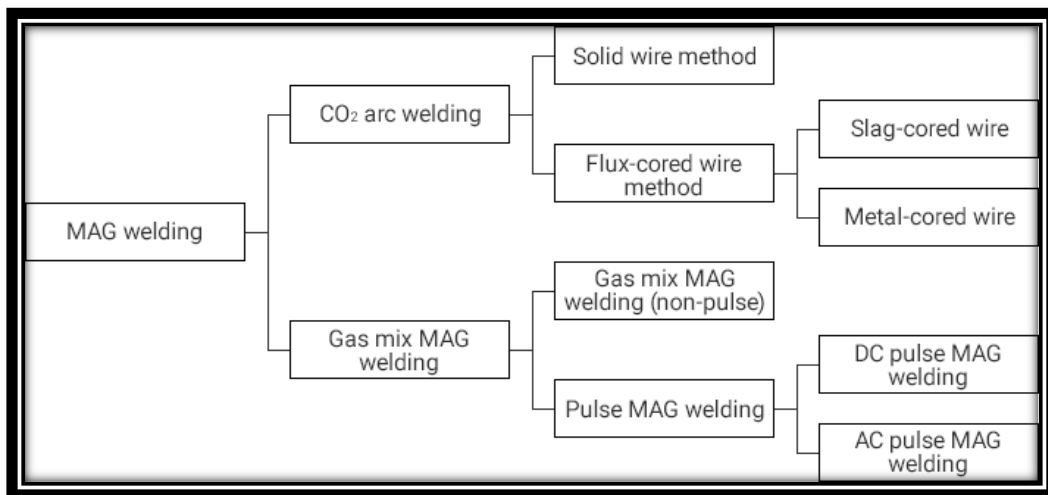 Solid wire method
CO₂ arc welding
Slag-cored wire
Flux-cored wire
method
Metal-cored wire
MAG welding
Gas mix MAG
welding (non-pulse)
Gas mix MAG
welding
DC pulse MAG
welding
Pulse MAG welding
AC pulse MAG
welding